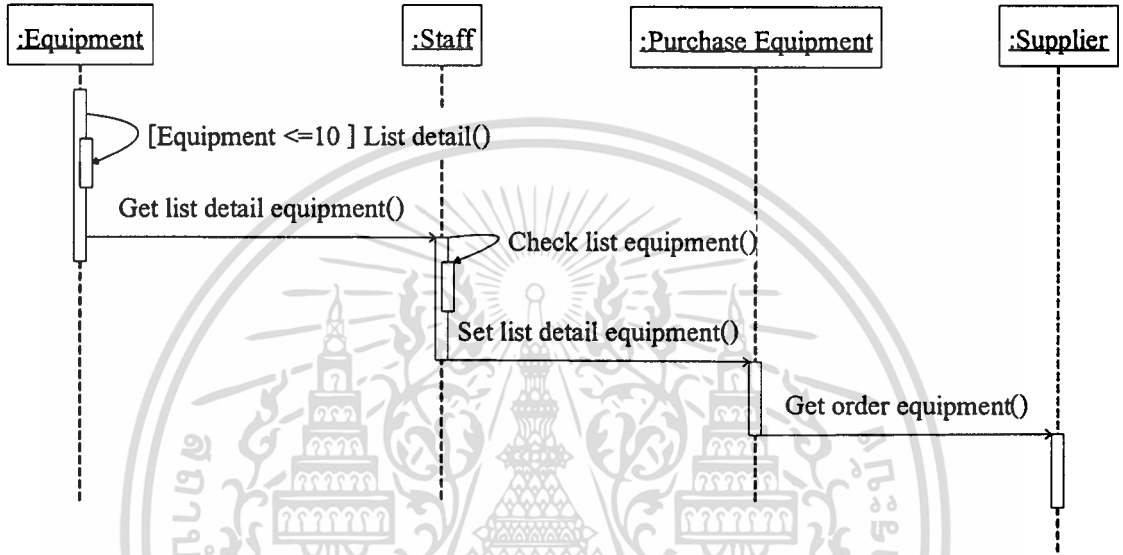 :Equipment
:Staff
:Purchase Equipment
:Supplier
[Equipment <=10 ] List detail()
Get list detail equipment()
Check list equipment()
Set list detail equipment()
Get order equipment()